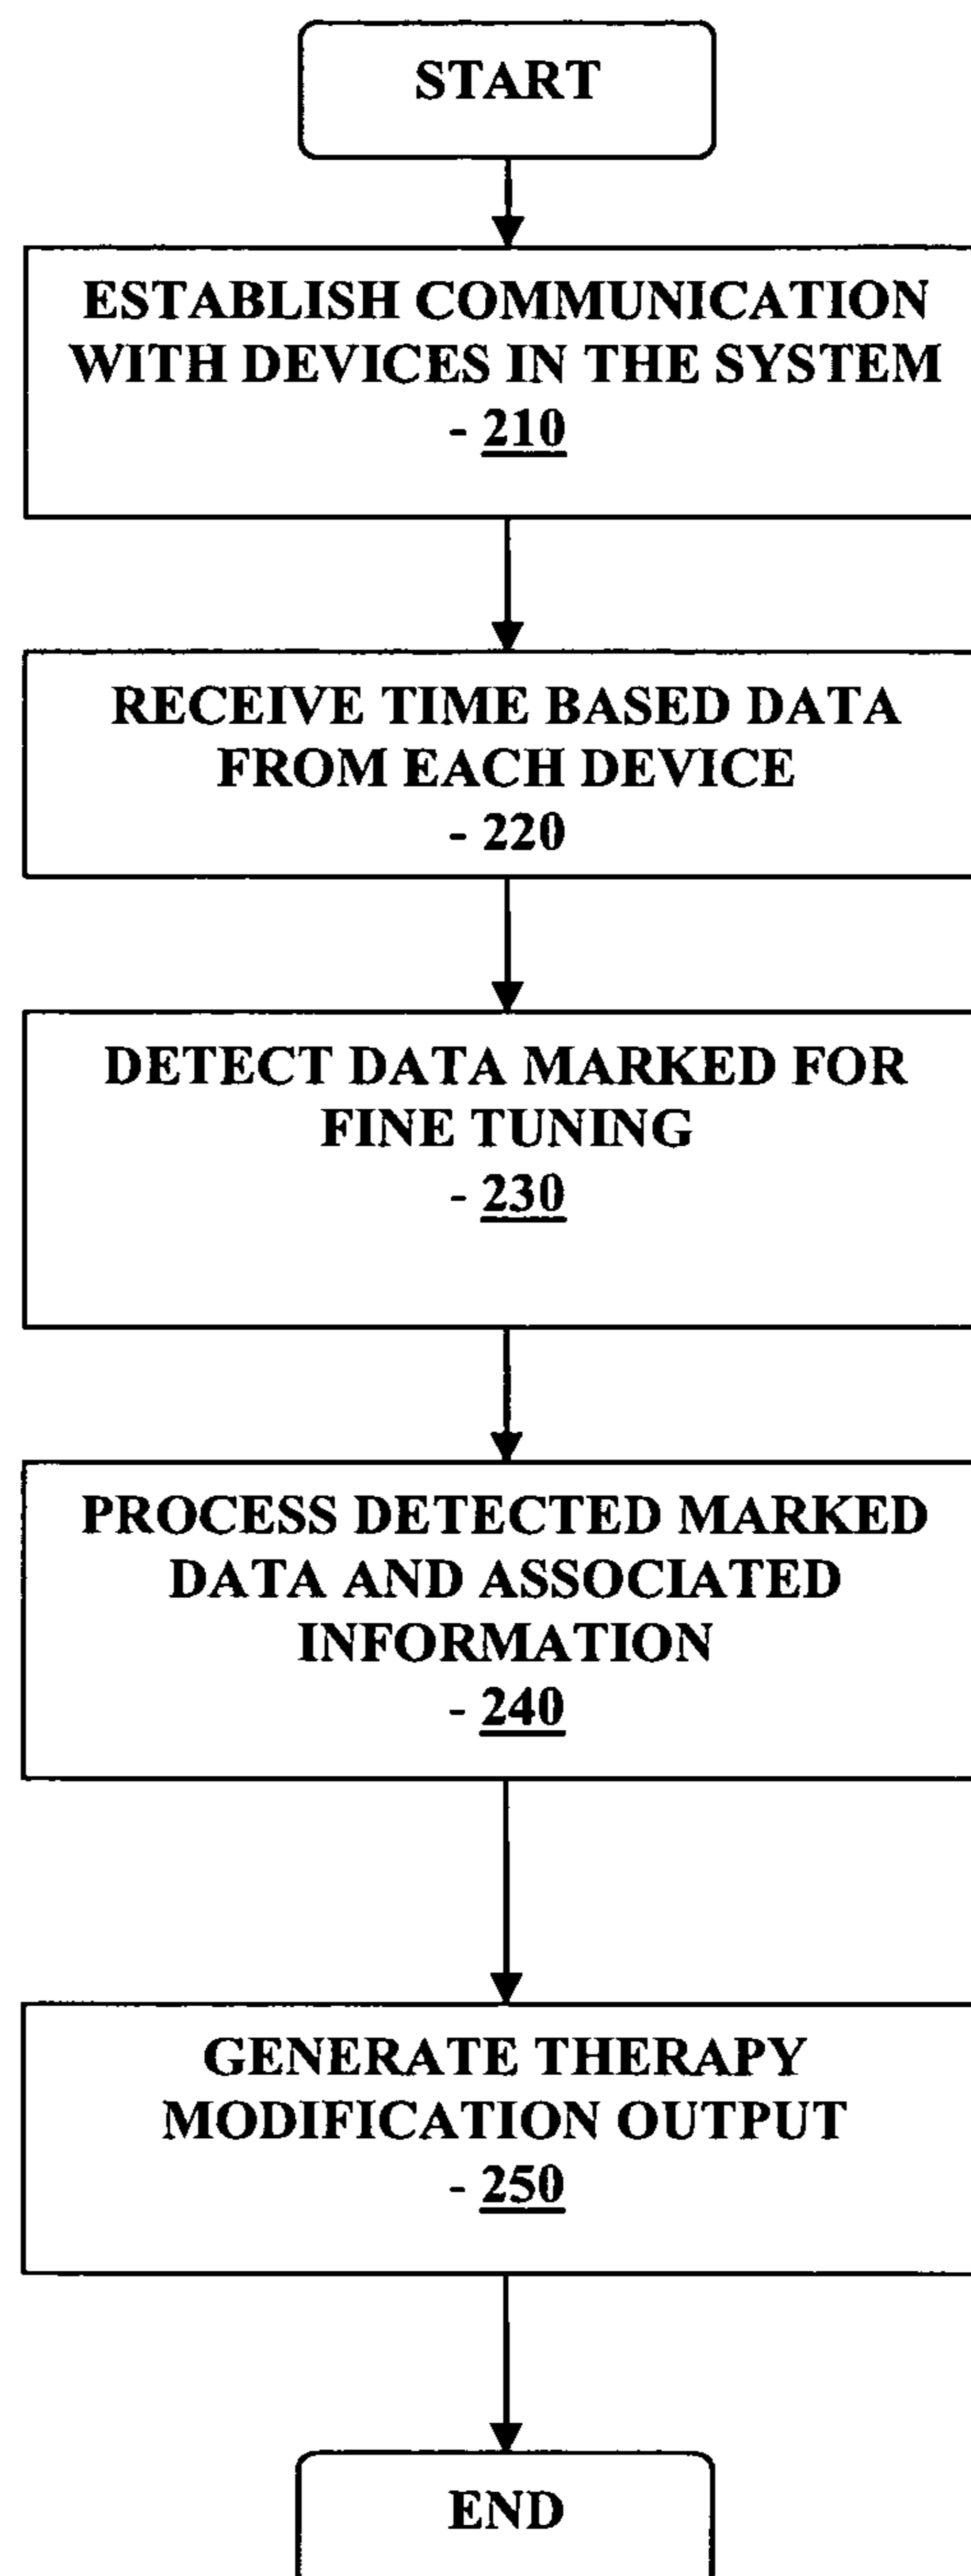 START
ESTABLISH COMMUNICATION
WITH DEVICES IN THE SYSTEM
- 210
RECEIVE TIME BASED DATA
FROM EACH DEVICE
- 220
DETECT DATA MARKED FOR
FINE TUNING
- 230
PROCESS DETECTED MARKED
DATA AND ASSOCIATED
INFORMATION
- 240
GENERATE THERAPY
MODIFICATION OUTPUT
- 250
END